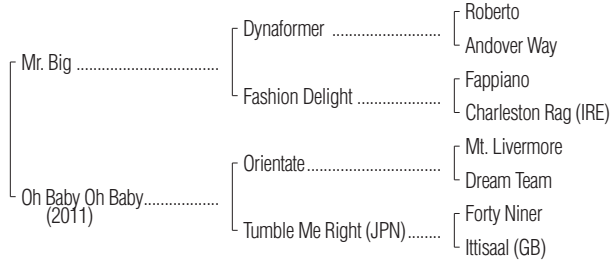 Roberto
Dynaformer ......................
Andover Way
Mr. Big ..................................
Fappiano
Fashion Delight .................
Charleston Rag (IRE)
Mt. Livermore
Orientate...........................
Dream Team
Oh Baby Oh Baby..................
(2011)
Forty Niner
Tumble Me Right (JPN).......
Ittisaal (GB)